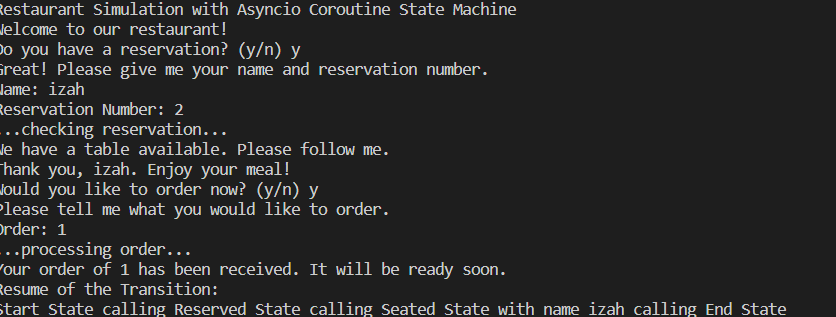 Restaurant Simulation with Asyncio Coroutine State Machine
Welcome to our restaurant!
Do you have a reservation? (y/n) y
Great! Please give me your name and reservation number.
Name: izah
Reservation Number: 2
...checking reservation...
We have a table available. Please follow me.
Thank you, izah. Enjoy your meal!
Would you like to order now? (y/n) y
Please tell me what you would like to order.
Order: 1
...processing order...
Your order of 1 has been received. It will be ready soon.
Resume of the Transition:
Start State calling Reserved State calling Seated State with name izah calling End State